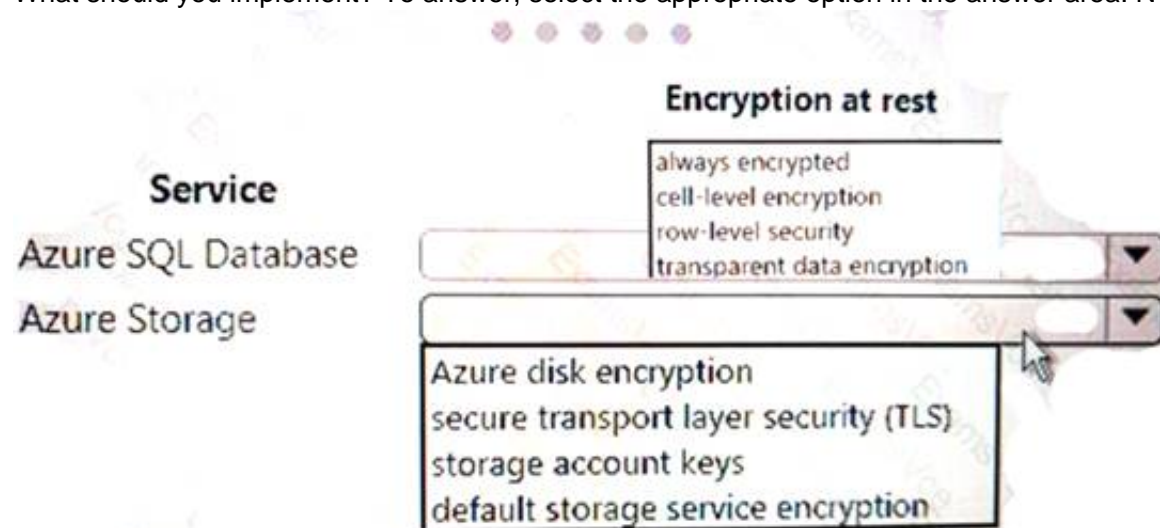 What should you implement? To answer, select the appropriate option in the answer area.
Encryption at rest
always encrypted
cell-level encryption
Service
row-level security
Azure SQL Database
transparent data encryption
Azure Storage
Azure disk encryption
secure transport layer security (TLS)
storage account keys
default storage service encryption